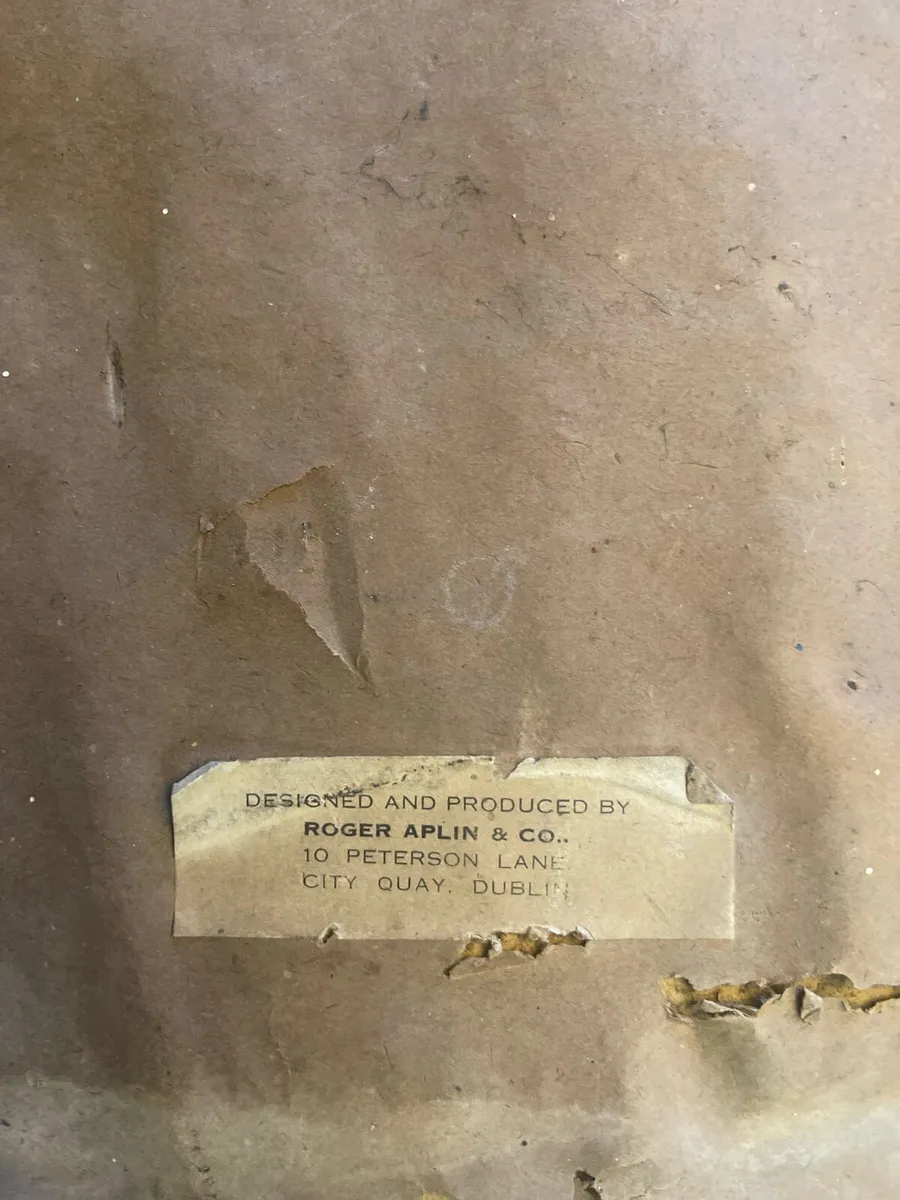 DESIGNED AND PRODUCED BY
ROGER APLIN & CO..
10 PETERSON LANE
CITY QUAY. DUBLIN